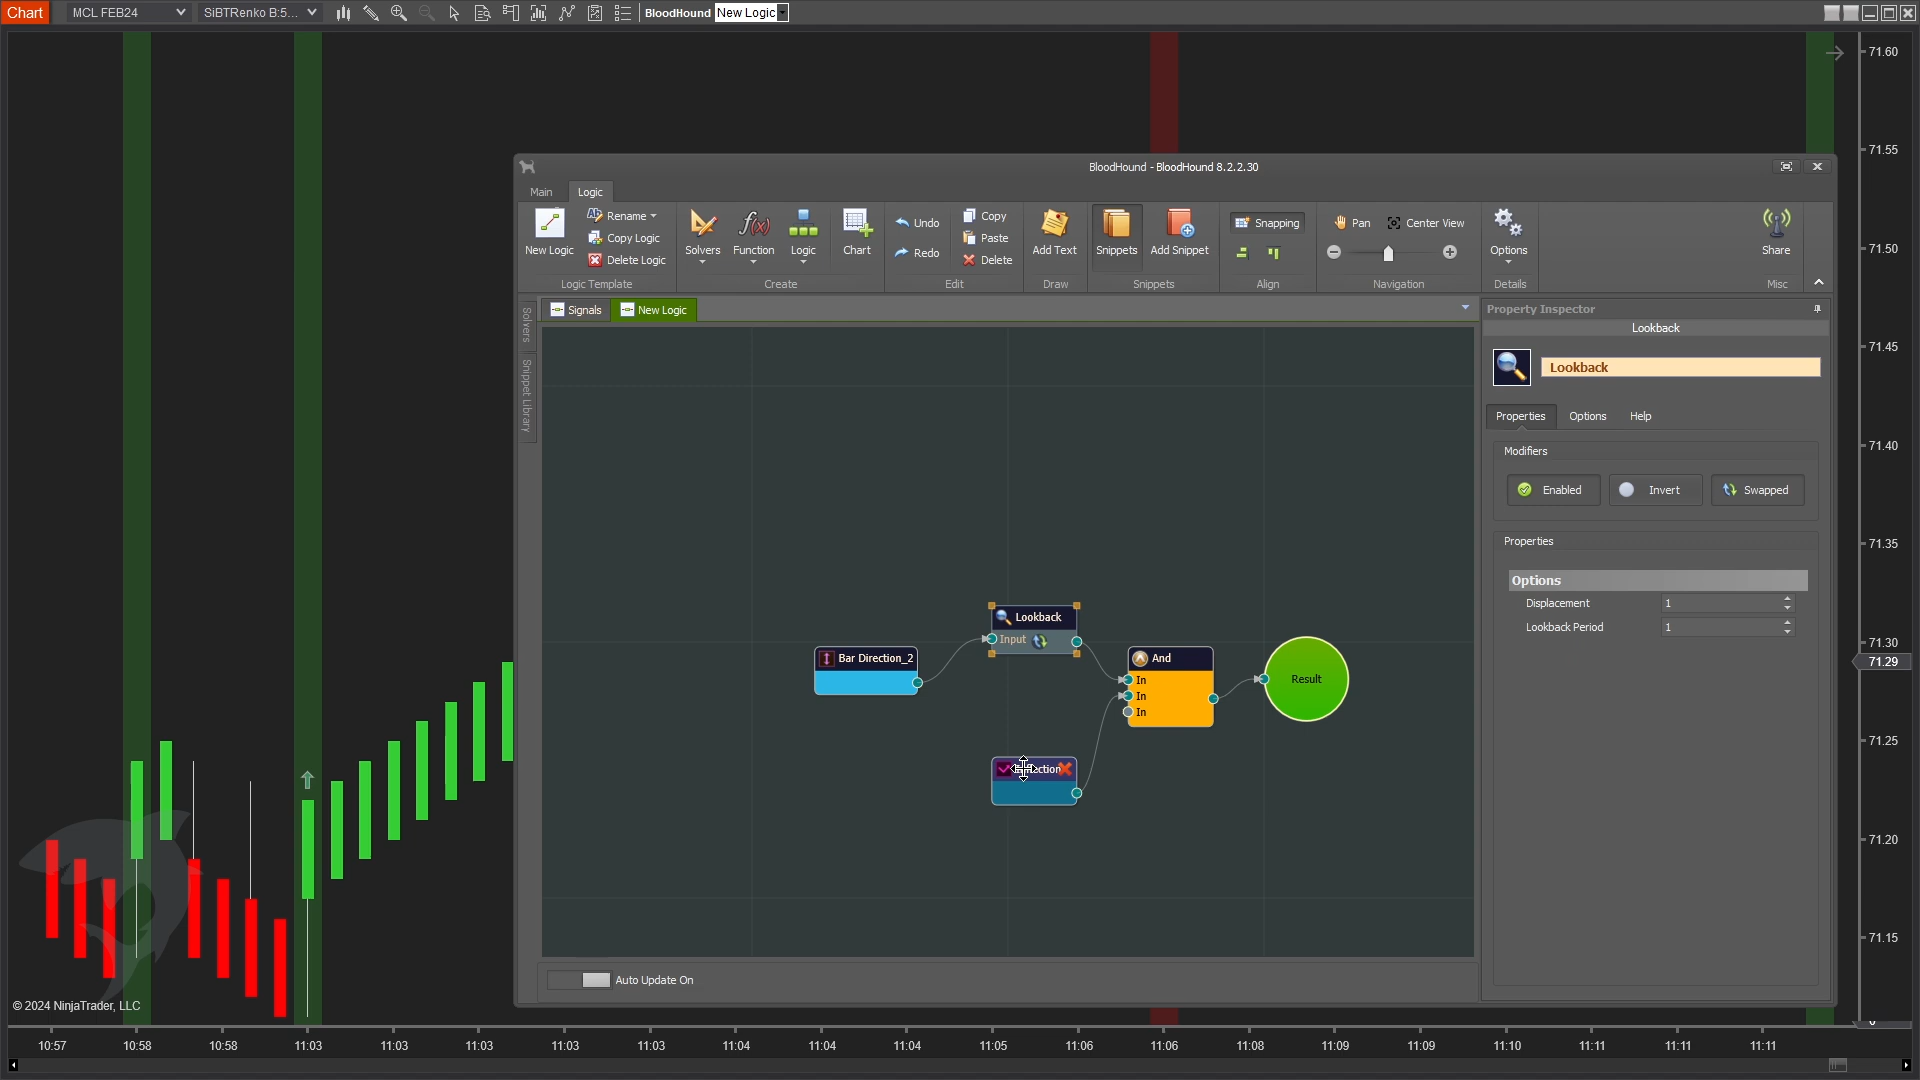 Chart MCL FEB24 SiBTRenko B:5... BloodHound New Logic
BloodHound - BloodHound 8.2.2.30
Main Logic
New Logic
Rename
Copy Logic
Delete Logic
Logic Template
Solvers
Function
Logic
Chart
Create
Undo
Redo
Copy
Paste
Delete
Edit
Add Text
Draw
Snippets
Add Snippet
Snippets
Snapping
Align
Pan
Center View
Navigation
Options
Details
Share
Misc
Solvers
Snippet Library
Signals
New Logic
Property Inspector
Lookback
Lookback
Properties Options Help
Modifiers
Enabled Invert Swapped
Properties
Options
Displacement 1
Lookback Period 1
Lookback
Input
Bar Direction_2
And
In
In
In
Result
Auto Update On
71.60
71.55
71.50
71.45
71.40
71.35
71.30
71.29
71.25
71.20
71.15
© 2024 NinjaTrader, LLC
10:57 10:58 10:58 11:03 11:03 11:03 11:03 11:03 11:04 11:04 11:04 11:05 11:06 11:06 11:08 11:09 11:09 11:10 11:11 11:11 11:11